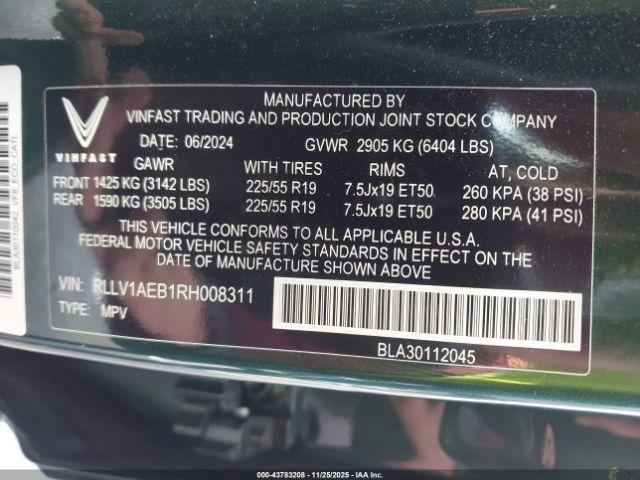 MANUFACTURED BY
VINFAST TRADING AND PRODUCTION JOINT STOCK COMPANY
VINFAST
DATE: 06/2024 GVWR 2905 KG (6404 LBS)
GAWR WITH TIRES RIMS AT, COLD
FRONT 1425 KG (3142 LBS) 225/55 R19 7.5Jx19 ET50 260 KPA (38 PSI)
REAR 1590 KG (3505 LBS) 225/55 R19 7.5Jx19 ET50 280 KPA (41 PSI)
THIS VEHICLE CONFORMS TO ALL APPLICABLE U.S.A.
FEDERAL MOTOR VEHICLE SAFETY STANDARDS IN EFFECT ON THE
DATE OF MANUFACTURE SHOWN ABOVE
VIN: RLLV1AEB1RH008311
TYPE: MPV
BLA30112045
BLA30110042_VF8_ECO_CATL
000-43783208 - 11/25/2025 - IAAC, Inc.